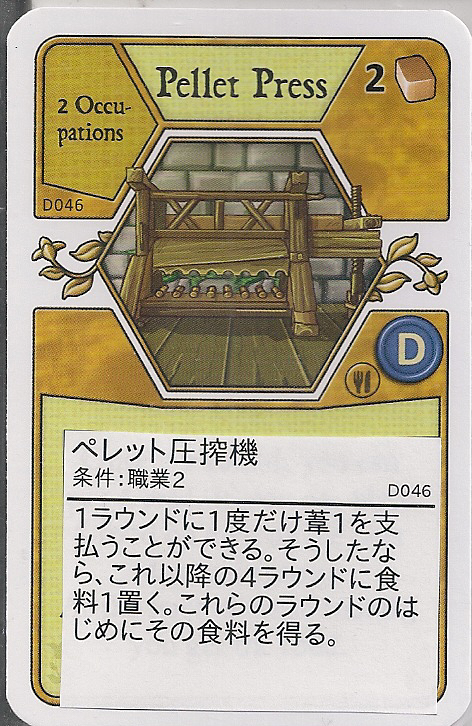 Pellet Press
2
2 Occu-
pations
D046
D
ペレット圧搾機
条件：職業2
D046
1ラウンドに1度だけ葦1を支
払うことができる。そうしたな
ら、これ以降の4ラウンドに食
料1置く。これらのラウンドのは
じめにその食料を得る。